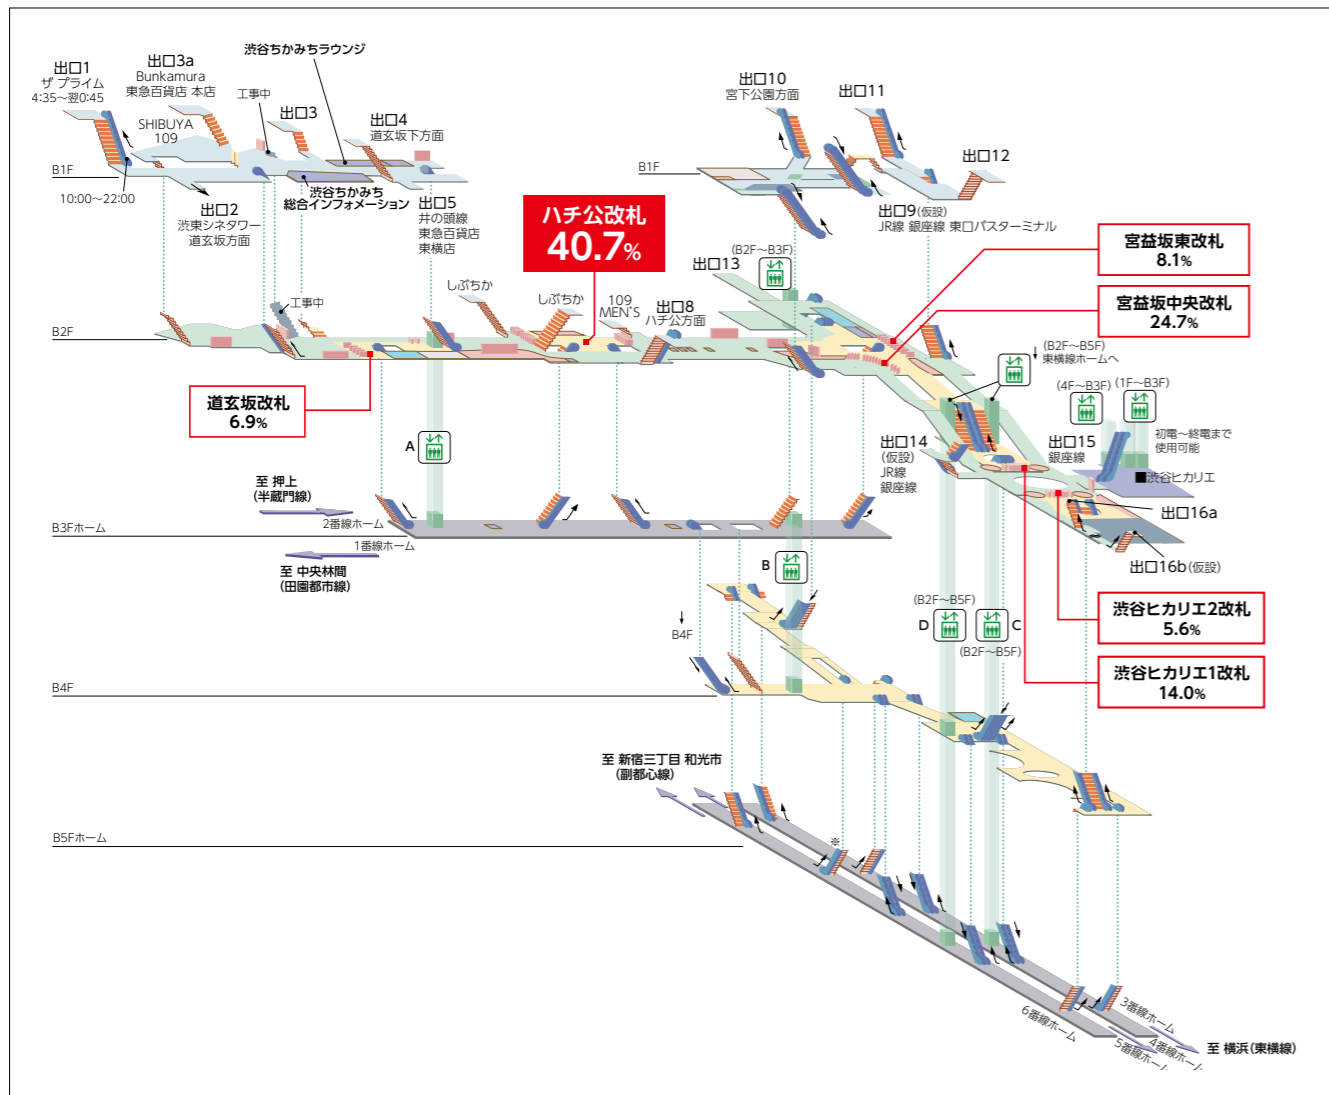 渋谷ちかみちラウンジ
出口1
ザ プライム
4:35〜翌0:45
出口3a
Bunkamura
東急百貨店 本店
工事中
出口3
出口4
道玄坂下方面
SHIBUYA
109
B1F
10:00〜22:00
出口2
渋東シネタワー
道玄坂方面
渋谷ちかみち
総合インフォメーション
出口5
井の頭線
東急百貨店
東横店
出口10
宮下公園方面
出口11
出口12
B1F
出口9(仮設)
JR線 銀座線 東口バスターミナル
ハチ公改札
40.7%
宮益坂東改札
8.1%
宮益坂中央改札
24.7%
(B2F〜B3F)
出口13
工事中
しぶちか
しぶちか
109
MEN'S
出口8
ハチ公方面
B2F
(B2F〜B5F)
東横線ホームへ
(4F〜B3F)
(1F〜B3F)
道玄坂改札
6.9%
A
出口14
(仮設)
JR線
銀座線
出口15
銀座線
初電〜終電まで
使用可能
■渋谷ヒカリエ
至 押上
(半蔵門線)
2番線ホーム
B3Fホーム
1番線ホーム
至 中央林間
(田園都市線)
出口16a
出口16b(仮設)
B
(B2F〜B5F)
D
C
(B2F〜B5F)
渋谷ヒカリエ2改札
5.6%
渋谷ヒカリエ1改札
14.0%
B4F
B4F
至 新宿三丁目 和光市
(副都心線)
B5Fホーム
※
3番線ホーム
6番線ホーム
4番線ホーム
5番線ホーム
至 横浜(東横線)